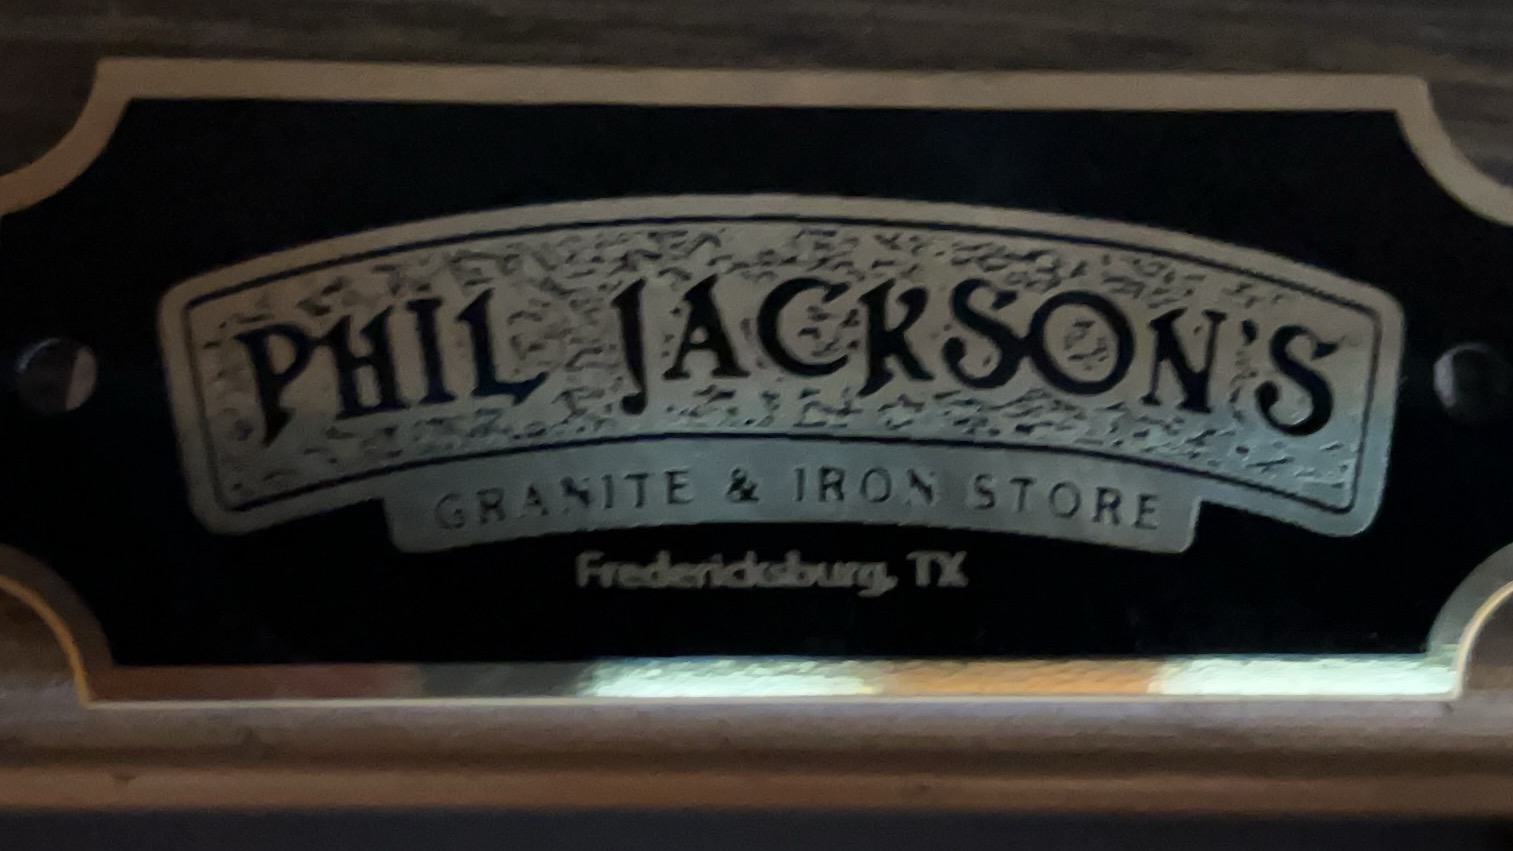 PHIL JACKSON'S
GRANITE & IRON STORE
Fredericksburg, TX